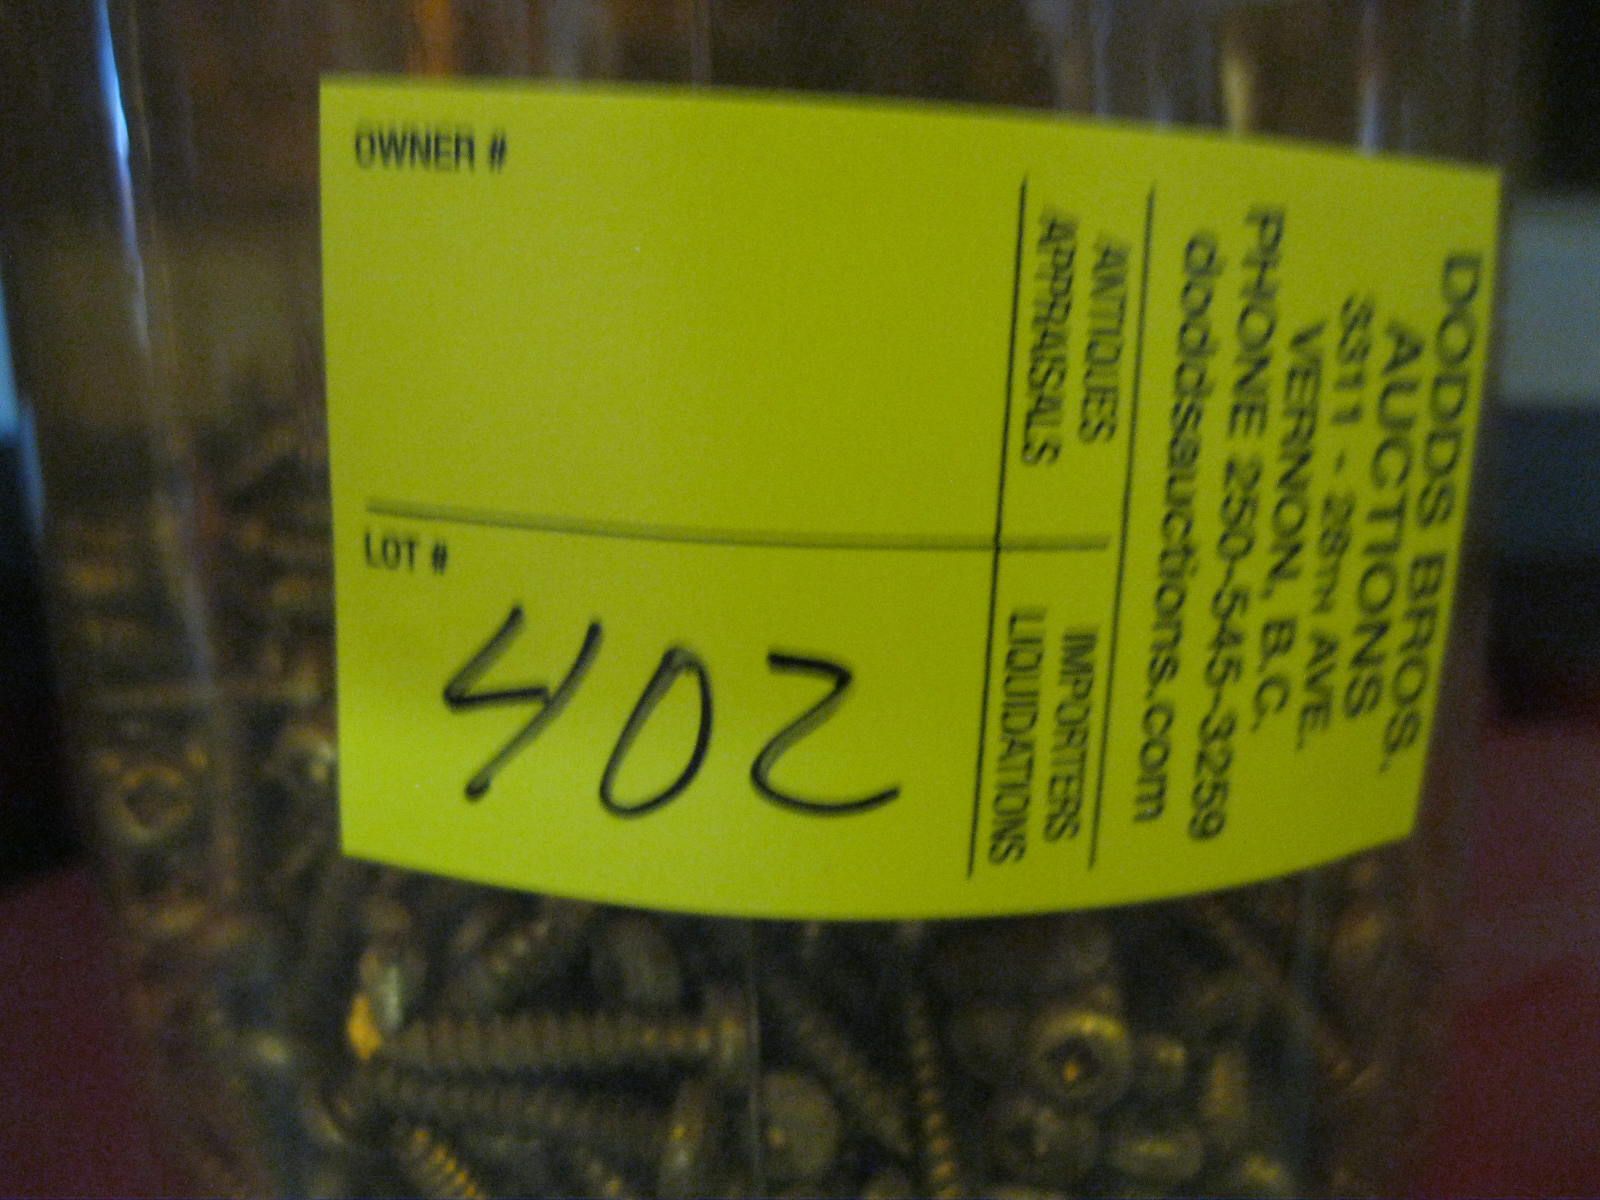 DODDS BROS.
AUCTIONS
3311 - 28TH AVE.
VERNON, B.C.
PHONE 250-545-3259
doddsauctions.com
ANTIQUES
APPRAISALS
IMPORTERS
LIQUIDATIONS
OWNER #
LOT #
402